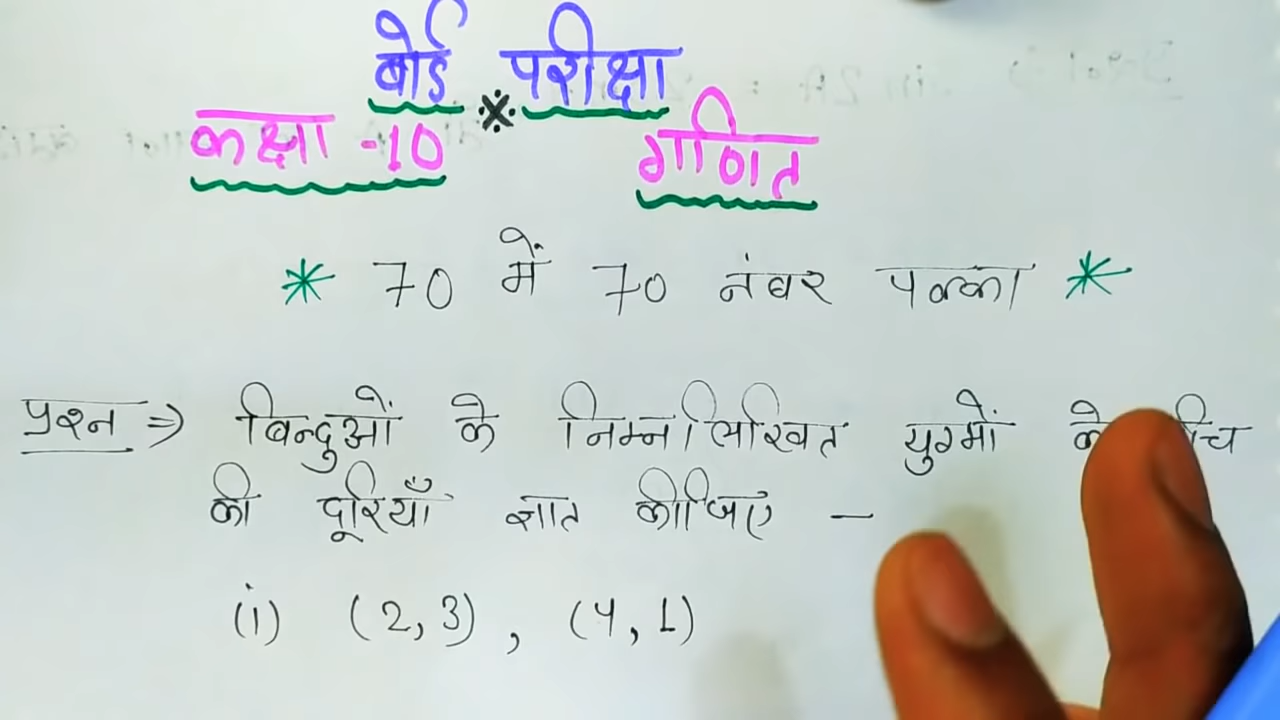 बोर्ड परीक्षा
कक्षा -10 ※ गणित
* 70 में 70 नंबर पक्का *
प्रश्न ⇒ बिन्दुओं के निम्नलिखित युग्मों के
की दूरियाँ ज्ञात कीजिए -
(i) (2,3), (4,1)